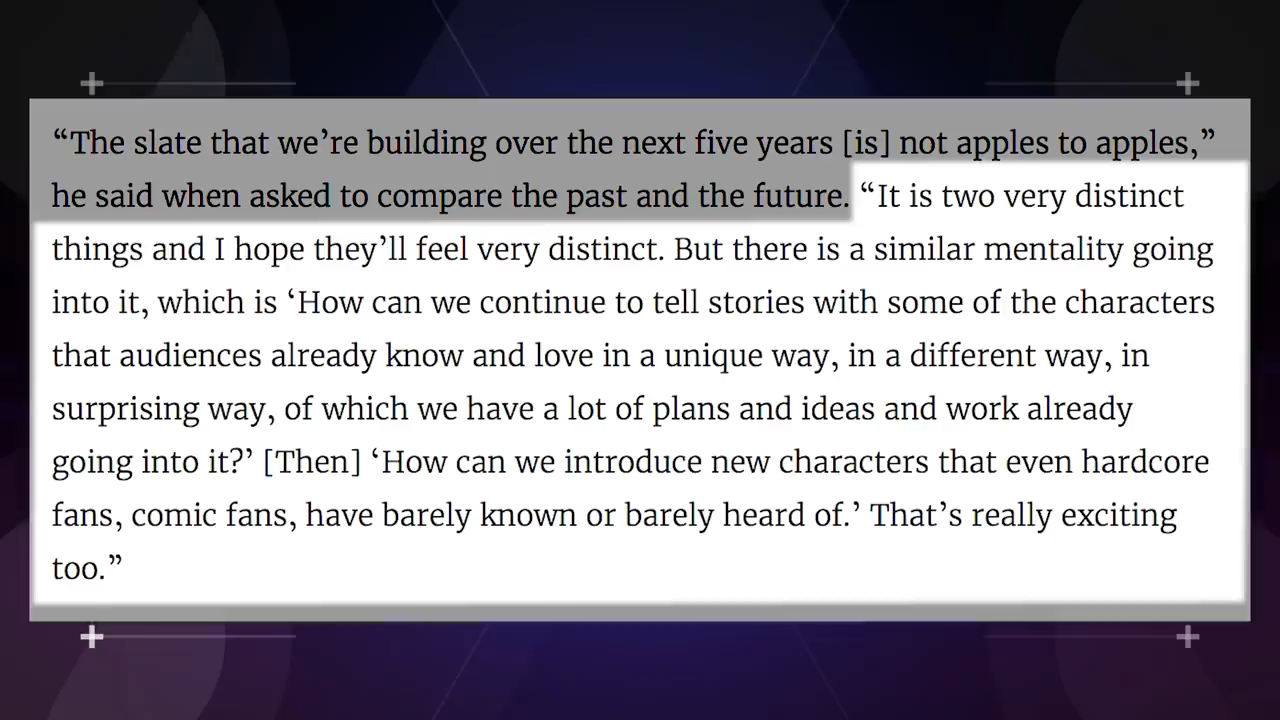 “The slate that we’re building over the next five years [is] not apples to apples,”
he said when asked to compare the past and the future. “It is two very distinct
things and I hope they’ll feel very distinct. But there is a similar mentality going
into it, which is ‘How can we continue to tell stories with some of the characters
that audiences already know and love in a unique way, in a different way, in
surprising way, of which we have a lot of plans and ideas and work already
going into it?’ [Then] ‘How can we introduce new characters that even hardcore
fans, comic fans, have barely known or barely heard of.’ That’s really exciting
too.”